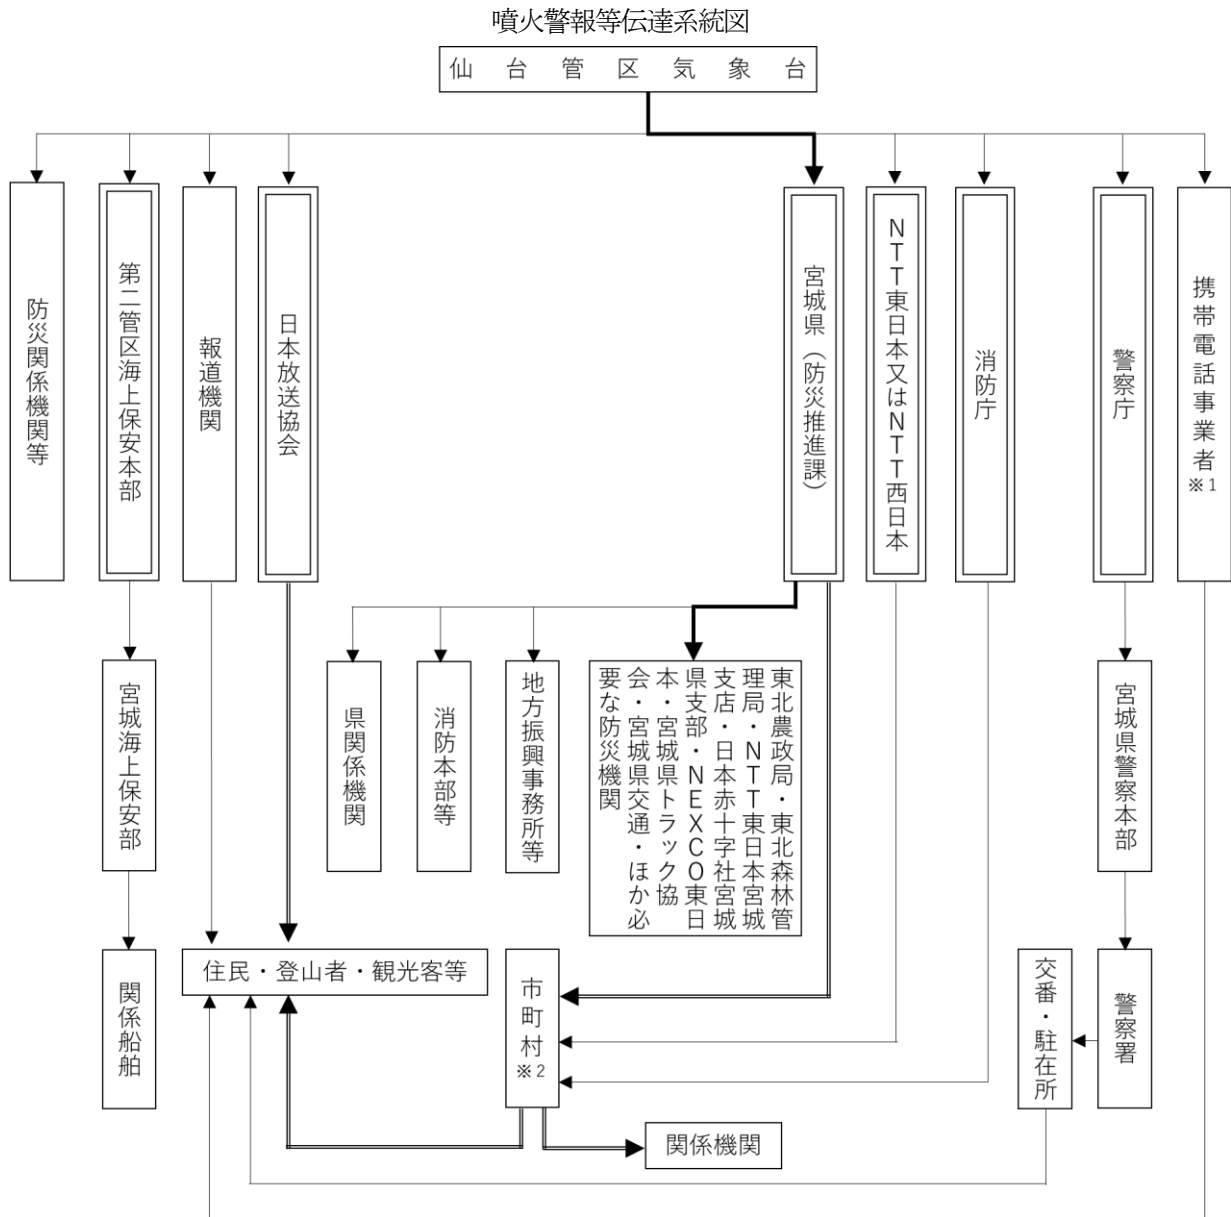 噴火警報等伝達系統図
仙台管区気象台
防災関係機関等
第二管区海上保安本部
報道機関
日本放送協会
宮城県（防災推進課）
NTT東日本又はNTT西日本
消防庁
警察庁
携帯電話事業者
※1
宮城海上保安部
県関係機関
消防本部等
地方振興事務所等
東北農政局・東北森林管
理局・NTT東日本宮城
支店・日本赤十字社宮城
県支部・NEXCO東日
本・宮城県トラック協
会・宮城県交通・ほか必
要な防災機関
宮城県警察本部
関係船舶
住民・登山者・観光客等
市町村
※2
交番・駐在所
警察署
関係機関